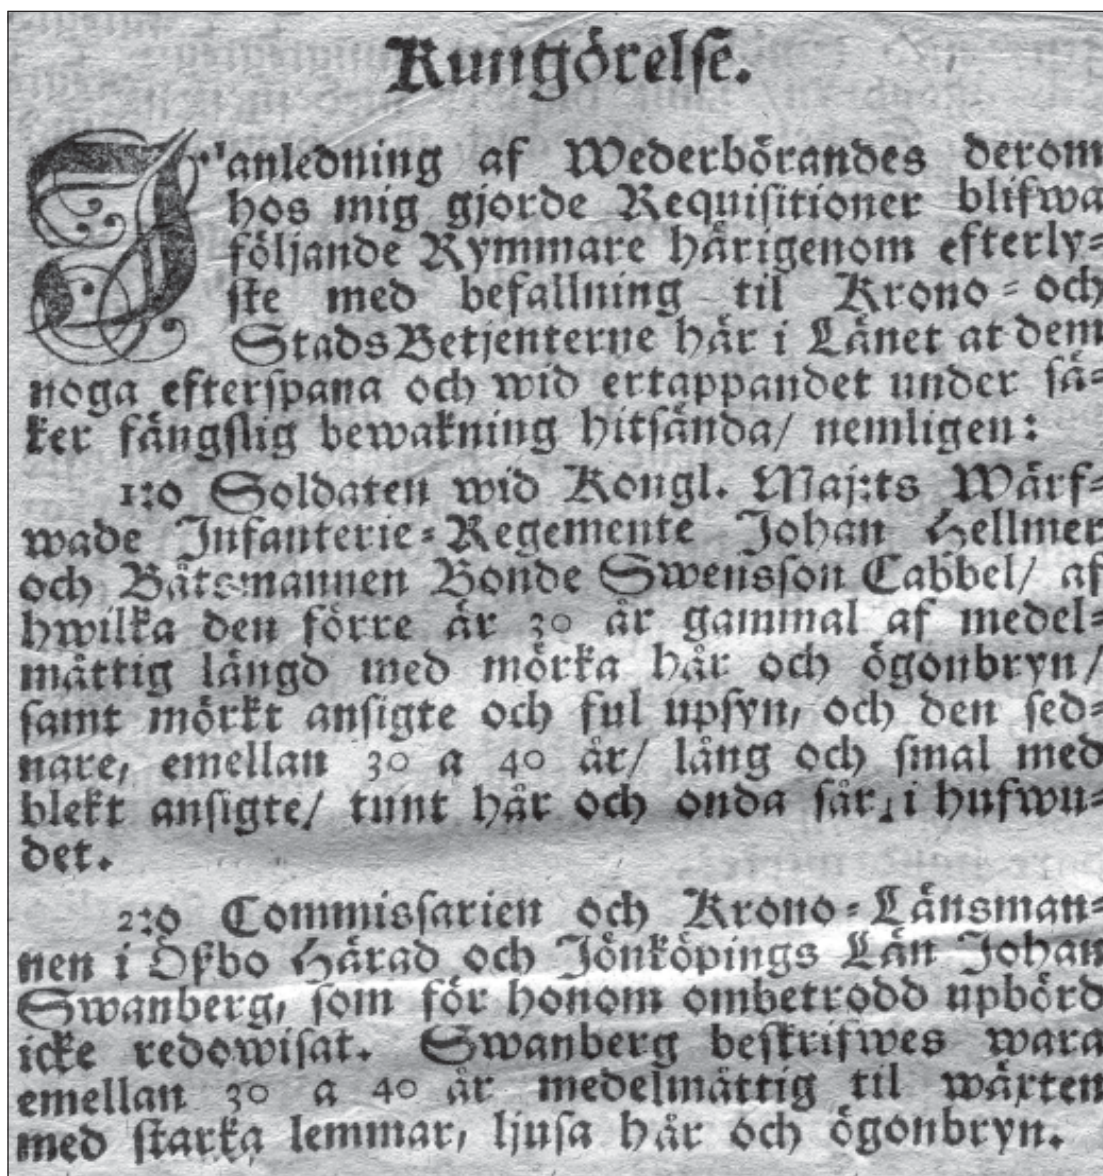 Kungörelse.
I anledning af Wederbörandes derom
hos mig gjorde Requisitioner blifwa
följande Rymmare härigenom efterly=
ste med befallning til Krono= och
StadsBetjenterne här i Länet at dem
noga efterspana och wid ertappandet under sä=
ker fängslig bewakning hitsända/ nemligen:
1:o Soldaten wid Kongl. Maj:ts Wärf=
wade Infanterie=Regemente Johan Hellmer
och Båtsmannen Bonde Swensson Cabbel/ af
hwilka den förre är 30 år gammal af medel=
måttig längd med mörka hår och ögonbryn/
samt mörkt ansigte och ful upsyn, och den sed=
nare, emellan 30 a 40 år/ lång och smal med
blekt ansigte/ tunt hår och onda sår i hufwu=
det.
2:o Commissarien och Krono=Länsman=
nen i Härad och Jönköpings Län Johan
Swanberg, som för honom ombetrodd upbörd
icke redowisat. Swanberg beskrifwes wara
emellan 30 a 40 år medelmåttig til wäxten
med starka lemmar, ljusa hår och ögonbryn.